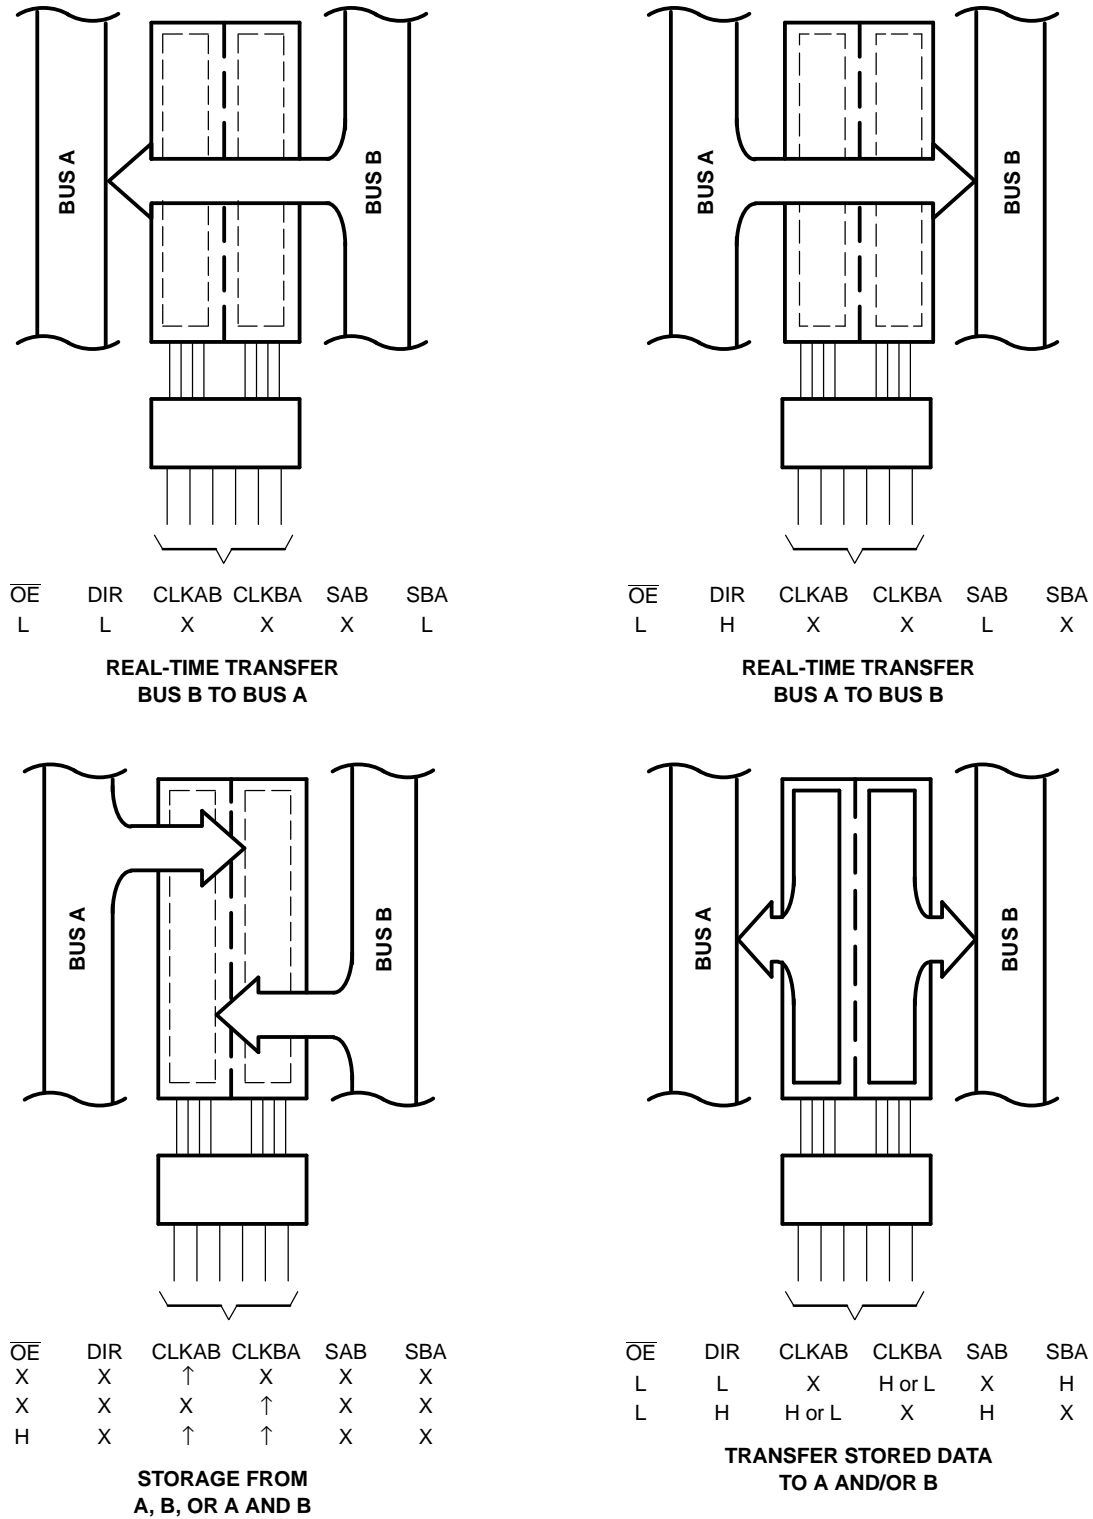 BUS A
BUS B
BUS A
BUS B
OE DIR CLKAB CLKBA SAB SBA
L L X X X L
REAL-TIME TRANSFER
BUS B TO BUS A
OE DIR CLKAB CLKBA SAB SBA
L H X X L X
REAL-TIME TRANSFER
BUS A TO BUS B
BUS A
BUS B
BUS A
BUS B
OE DIR CLKAB CLKBA SAB SBA
X X ↑ X X X
X X X ↑ X X
H X ↑ ↑ X X
STORAGE FROM
A, B, OR A AND B
OE DIR CLKAB CLKBA SAB SBA
L L X H or L X H
L H H or L X H X
TRANSFER STORED DATA
TO A AND/OR B